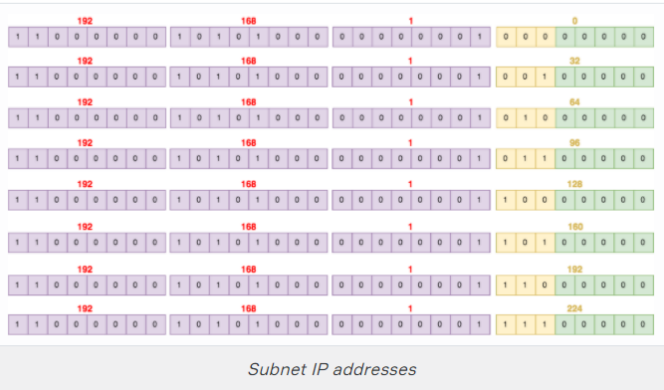 192 168 1 0
1 1 0 0 0 0 0 0 1 0 1 0 1 0 0 0 0 0 0 0 0 0 0 1 0 0 0 0 0 0 0 0
192 168 1 32
1 1 0 0 0 0 0 0 1 0 1 0 1 0 0 0 0 0 0 0 0 0 0 1 0 0 1 0 0 0 0 0
192 168 1 64
1 1 0 0 0 0 0 0 1 0 1 0 1 0 0 0 0 0 0 0 0 0 0 1 0 1 0 0 0 0 0 0
192 168 1 96
1 1 0 0 0 0 0 0 1 0 1 0 1 0 0 0 0 0 0 0 0 0 0 1 0 1 1 0 0 0 0 0
192 168 1 128
1 1 0 0 0 0 0 0 1 0 1 0 1 0 0 0 0 0 0 0 0 0 0 1 1 0 0 0 0 0 0 0
192 168 1 160
1 1 0 0 0 0 0 0 1 0 1 0 1 0 0 0 0 0 0 0 0 0 0 1 1 0 1 0 0 0 0 0
192 168 1 192
1 1 0 0 0 0 0 0 1 0 1 0 1 0 0 0 0 0 0 0 0 0 0 1 1 1 0 0 0 0 0 0
192 168 1 224
1 1 0 0 0 0 0 0 1 0 1 0 1 0 0 0 0 0 0 0 0 0 0 1 1 1 1 0 0 0 0 0
Subnet IP addresses